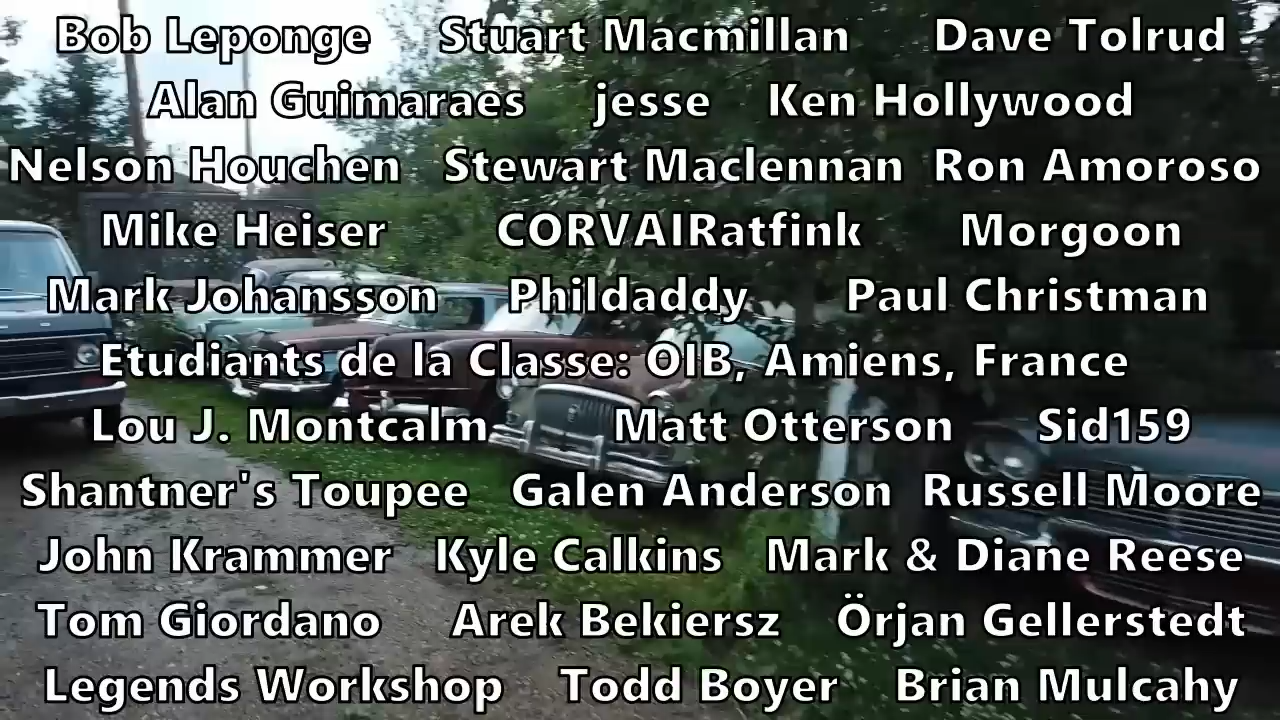 Bob Leponge Stuart Macmillan Dave Tolrud
Alan Guimaraes jesse Ken Hollywood
Nelson Houchen Stewart Maclennan Ron Amoroso
Mike Heiser CORVAIRatfink Morgoon
Mark Johansson Phildaddy Paul Christman
Etudiants de la Classe: OIB, Amiens, France
Lou J. Montcalm Matt Otterson Sid159
Shantner's Toupee Galen Anderson Russell Moore
John Krammer Kyle Calkins Mark & Diane Reese
Tom Giordano Arek Bekiersz Örjan Gellerstedt
Legends Workshop Todd Boyer Brian Mulcahy